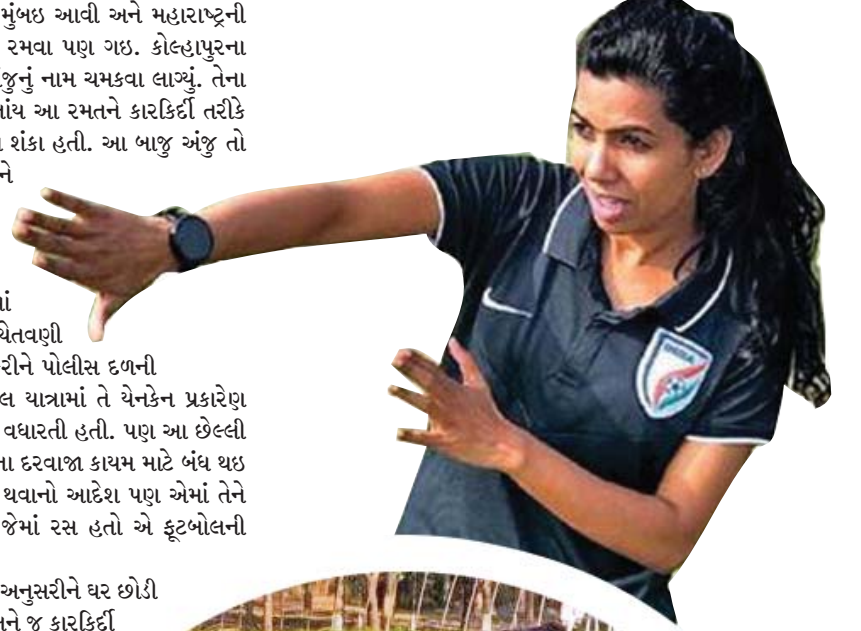 મુંબઇ આવી અને મહારાષ્ટ્રની
રમવા પણ ગઇ. કોલ્હાપુરના
નામ ચમકવા લાગ્યું. તેના
આ રમતને કારકિર્દી તરીકે
શંકા હતી. આ બાજુ અંજુ તો
ને
માં
ચેતવણી
પોલીસ દળની
યાત્રામાં તે યેનકેન પ્રકારેણ
વધારતી હતી. પણ આ છેલ્લી
ના દરવાજા કાયમ માટે બંધ થઇ
થવાનો આદેશ પણ એમાં તેને
જેમાં રસ હતો એ ફૂટબોલની
અનુસરીને ઘર છોડી
જ કારકિર્દી
INDIA